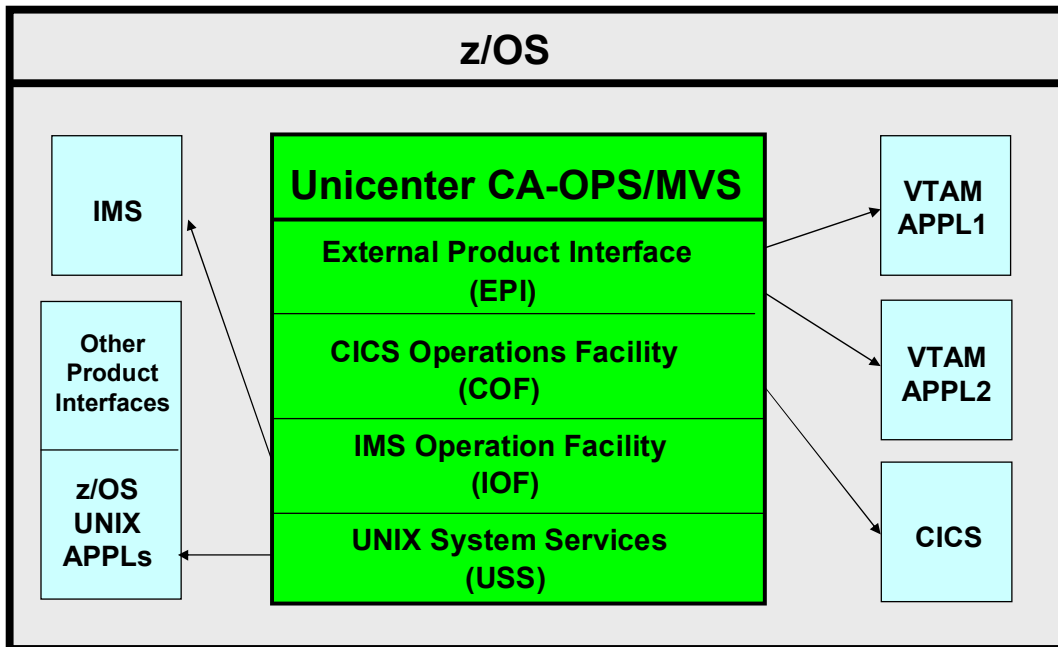 z/OS
IMS
Other
Product
Interfaces
z/OS
UNIX
APPLs
Unicenter CA-OPS/MVS
External Product Interface
(EPI)
CICS Operations Facility
(COF)
IMS Operation Facility
(IOF)
UNIX System Services
(USS)
VTAM
APPL1
VTAM
APPL2
CICS